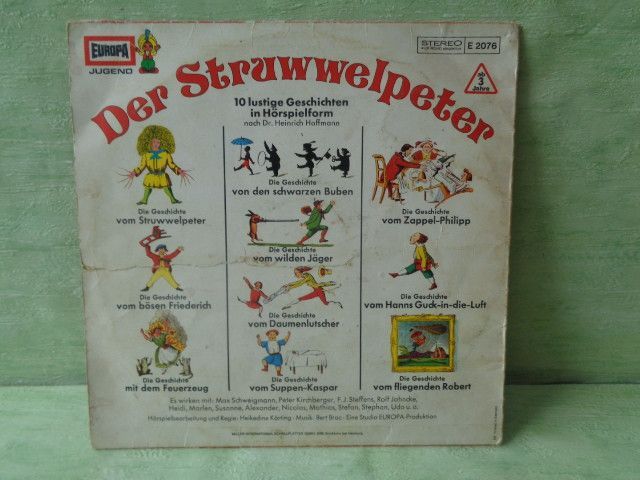 EUROPA
JUGEND
STEREO
E 2076
ab
3
Jahre
Der Struwwelpeter
10 lustige Geschichten
in Hörspielform
nach Dr. Heinrich Hoffmann
Die Geschichte
vom Struwwelpeter
Die Geschichte
vom bösen Friederich
Die Geschichte
mit dem Feuerzeug
Die Geschichte
von den schwarzen Buben
Die Geschichte
vom wilden Jäger
Die Geschichte
vom Daumenlutscher
Die Geschichte
vom Suppen-Kaspar
Die Geschichte
vom Zappel-Philipp
Die Geschichte
vom Hanns Guck-in-die-Luft
Die Geschichte
vom fliegenden Robert
Es wirken mit: Max Schweigmann, Peter Kirchberger, F. J. Steffens, Rolf Jahncke,
Heidi, Marlen, Susanne, Alexander, Nicolas, Mathias, Stefan, Stephan, Udo u. a.
Hörspielbearbeitung und Regie: Heikedine Körting · Musik: Bert Brac · Eine Studio EUROPA-Produktion